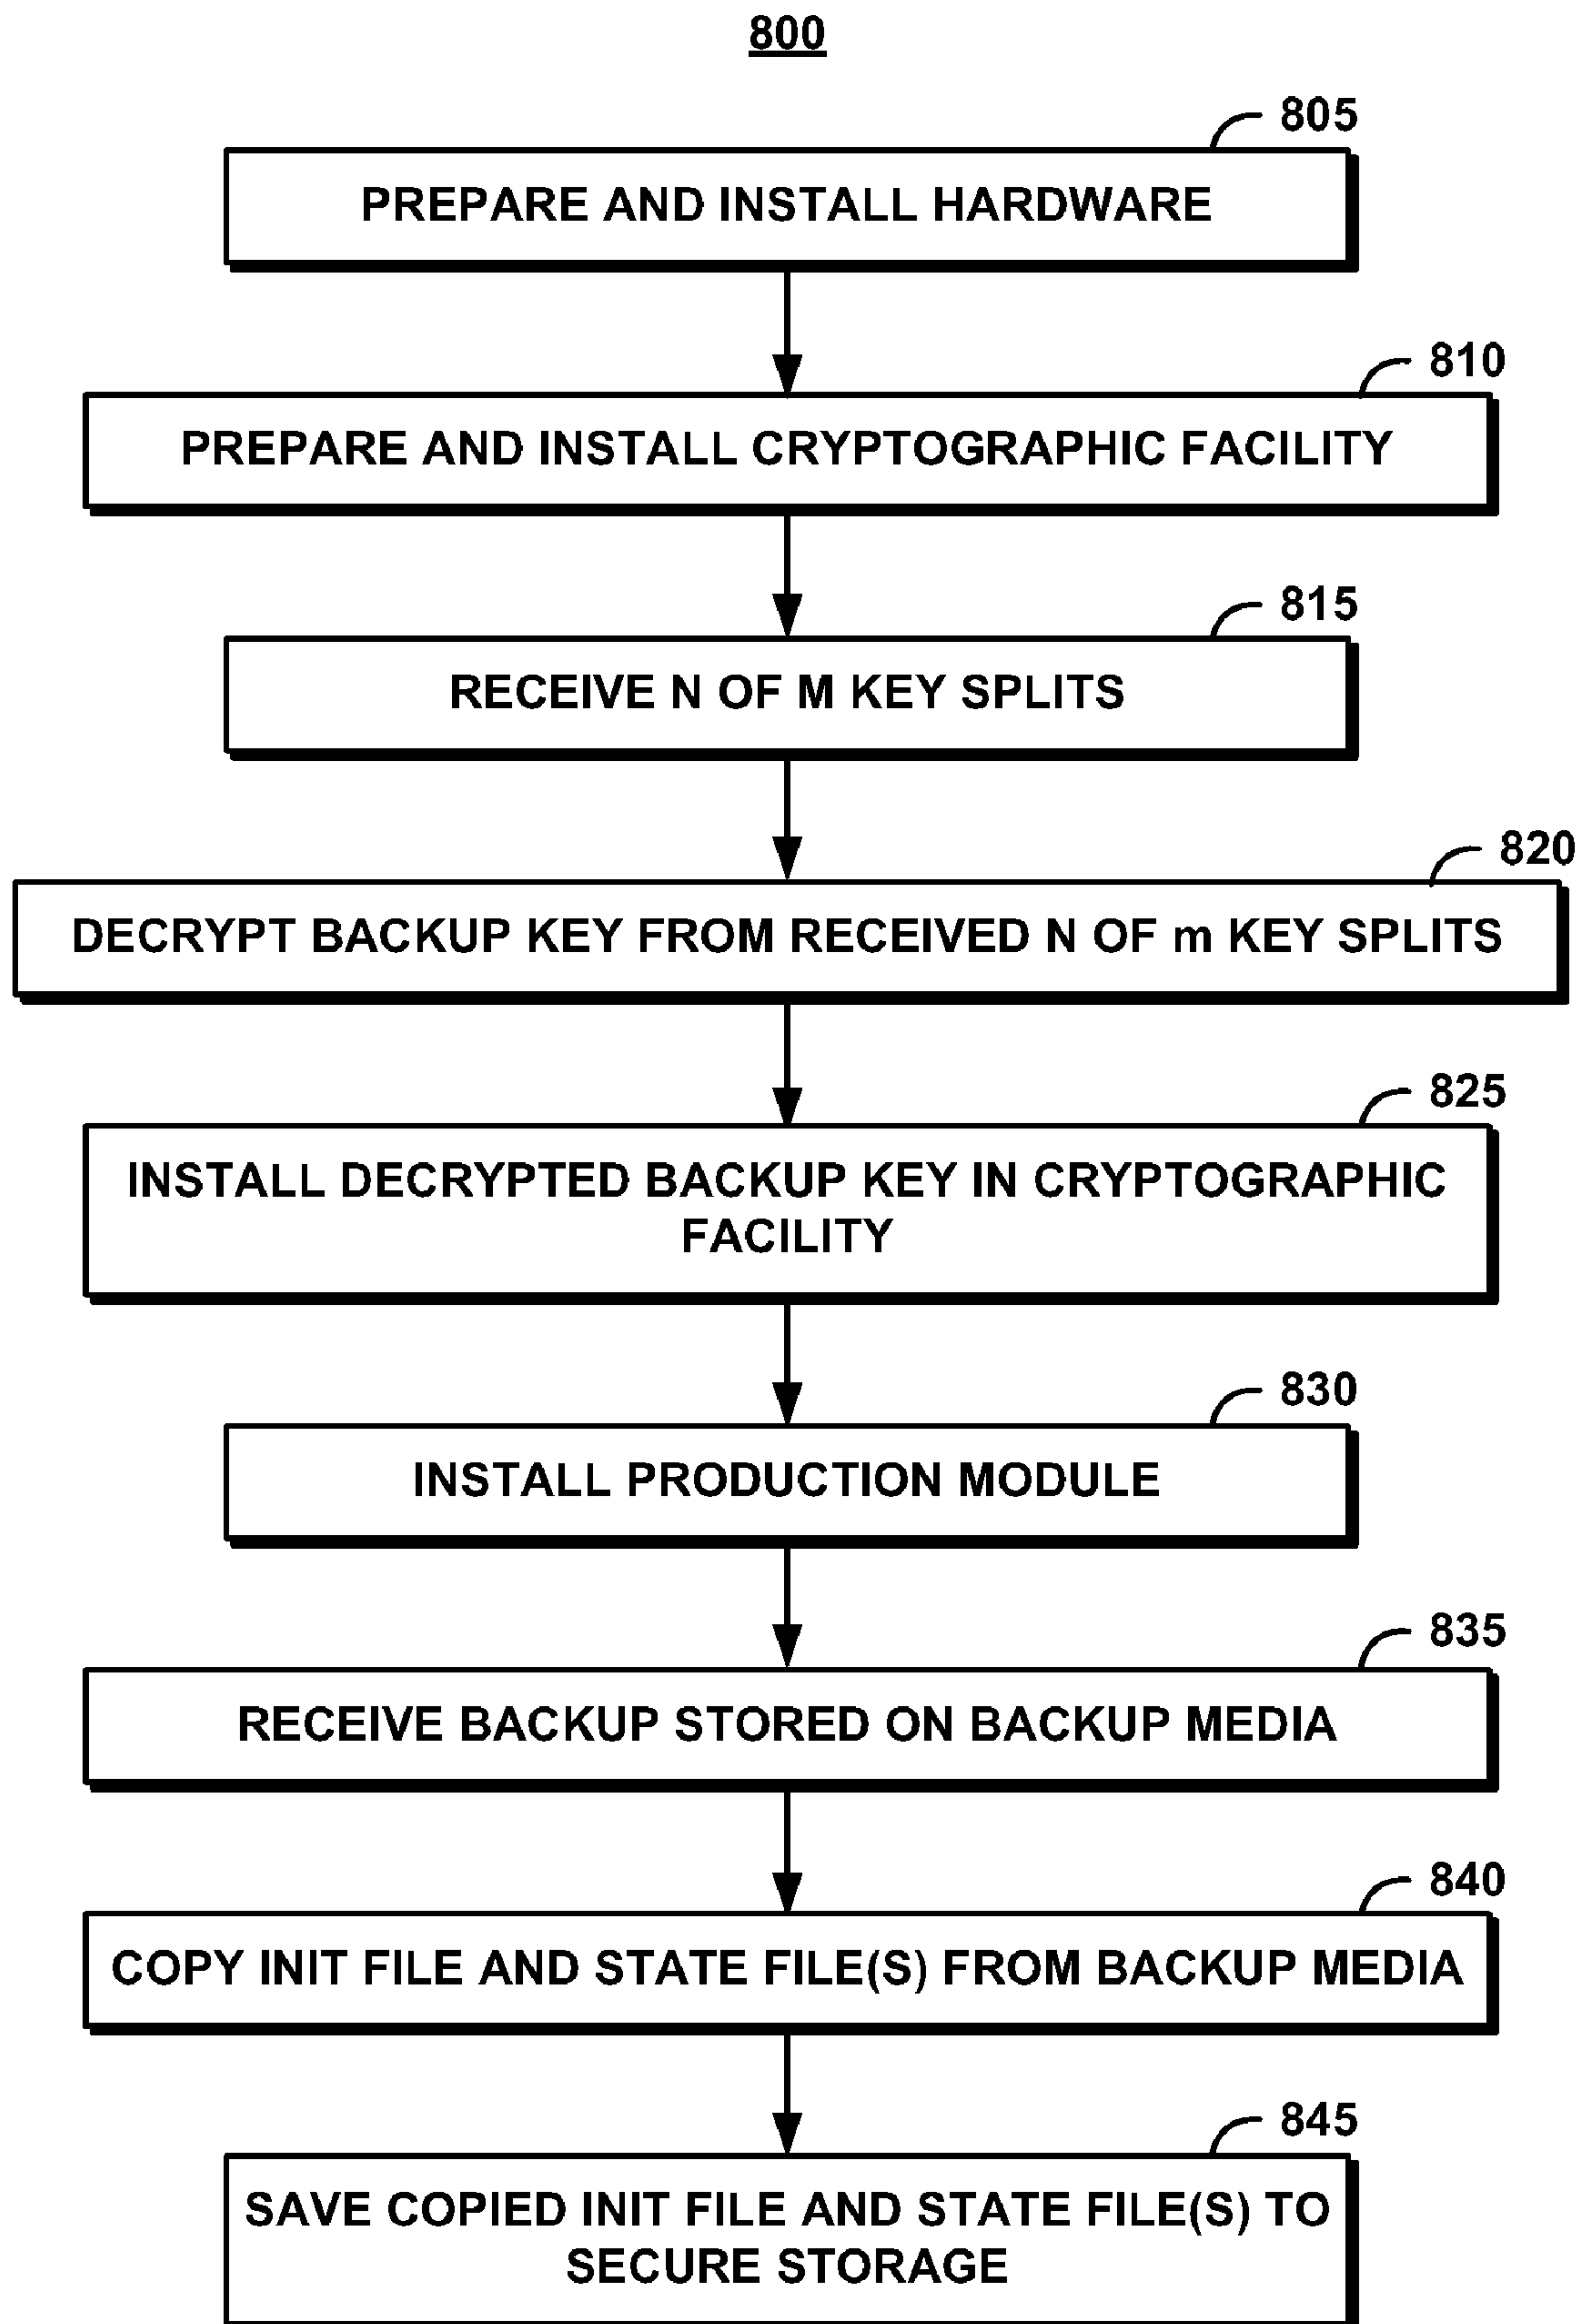 800
805
PREPARE AND INSTALL HARDWARE
810
PREPARE AND INSTALL CRYPTOGRAPHIC FACILITY
815
RECEIVE N OF M KEY SPLITS
820
DECRYPT BACKUP KEY FROM RECEIVED N OF m KEY SPLITS
825
INSTALL DECRYPTED BACKUP KEY IN CRYPTOGRAPHIC
FACILITY
830
INSTALL PRODUCTION MODULE
835
RECEIVE BACKUP STORED ON BACKUP MEDIA
840
COPY INIT FILE AND STATE FILE(S) FROM BACKUP MEDIA
845
SAVE COPIED INIT FILE AND STATE FILE(S) TO
SECURE STORAGE